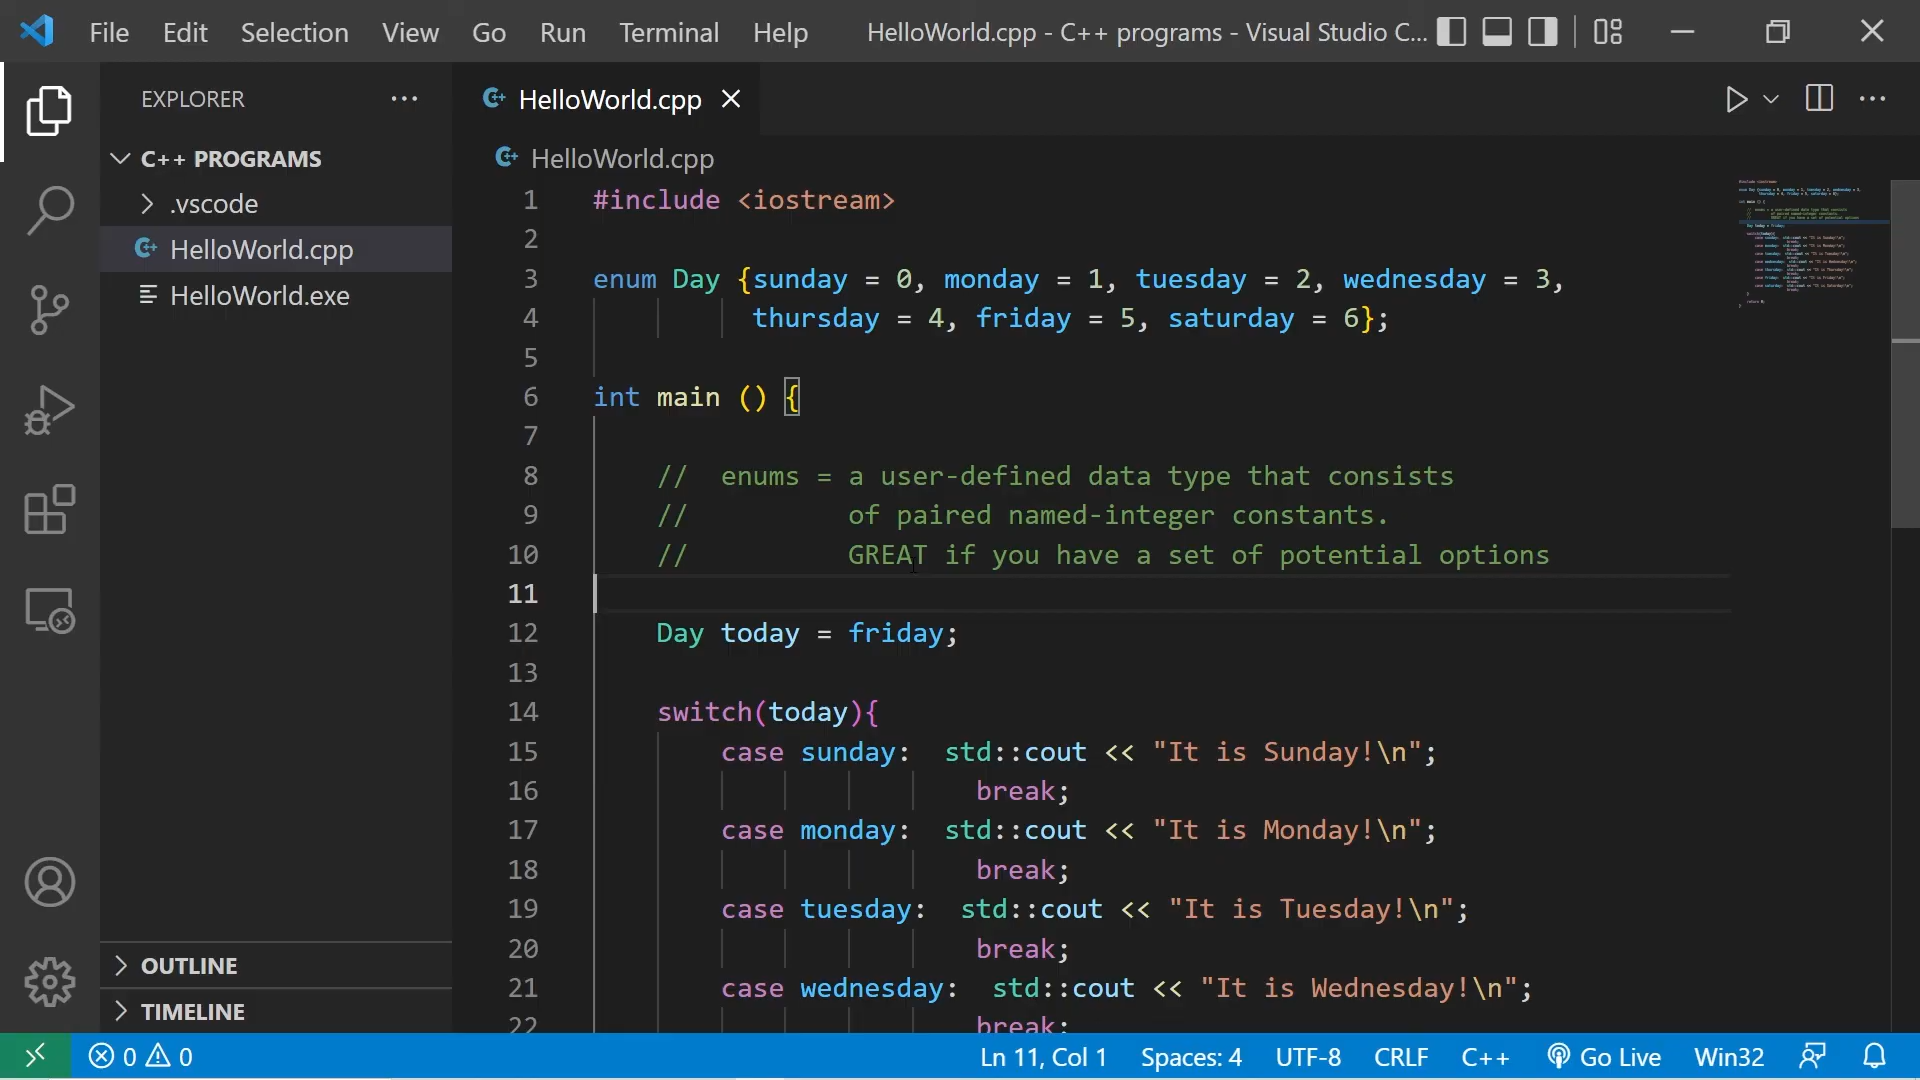 File Edit Selection View Go Run Terminal Help HelloWorld.cpp - C++ programs - Visual Studio C...
EXPLORER
C++ PROGRAMS
.vscode
HelloWorld.cpp
HelloWorld.exe
OUTLINE
TIMELINE
HelloWorld.cpp
HelloWorld.cpp
1 #include <iostream>
2
3 enum Day {sunday = 0, monday = 1, tuesday = 2, wednesday = 3,
4 thursday = 4, friday = 5, saturday = 6};
5
6 int main () {
7
8 // enums = a user-defined data type that consists
9 // of paired named-integer constants.
10 // GREAT if you have a set of potential options
11
12 Day today = friday;
13
14 switch(today){
15 case sunday: std::cout << "It is Sunday!\n";
16 break;
17 case monday: std::cout << "It is Monday!\n";
18 break;
19 case tuesday: std::cout << "It is Tuesday!\n";
20 break;
21 case wednesday: std::cout << "It is Wednesday!\n";
22 break;
0 0 Ln 11, Col 1 Spaces: 4 UTF-8 CRLF C++ Go Live Win32